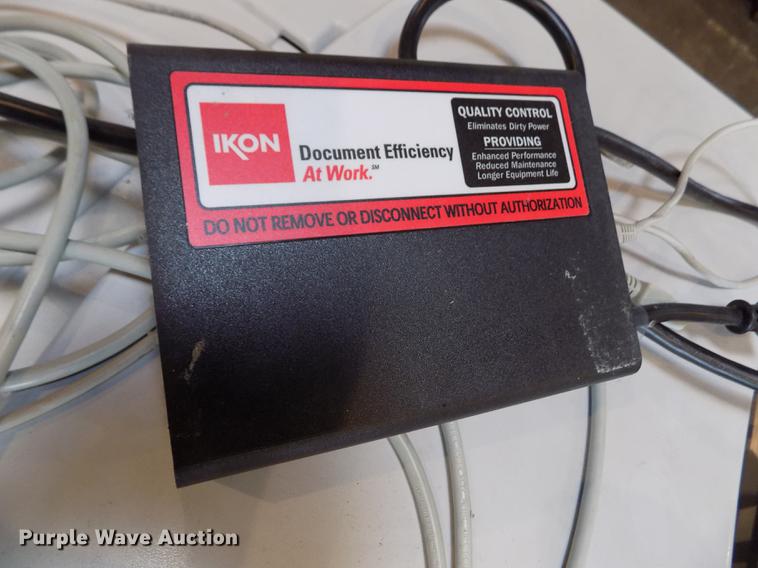 IKON
Document Efficiency
At Work.℠
QUALITY CONTROL
Eliminates Dirty Power
PROVIDING
Enhanced Performance
Reduced Maintenance
Longer Equipment Life
DO NOT REMOVE OR DISCONNECT WITHOUT AUTHORIZATION
Purple Wave Auction